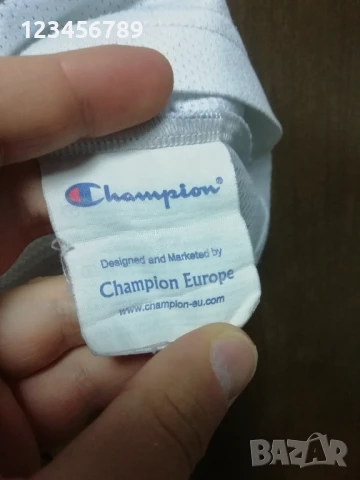 123456789
Champion®
Designed and Marketed by
Champion Europe
www.champion-eu.com
BAZAR